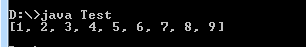 D:\>java Test
[1, 2, 3, 4, 5, 6, 7, 8, 9]